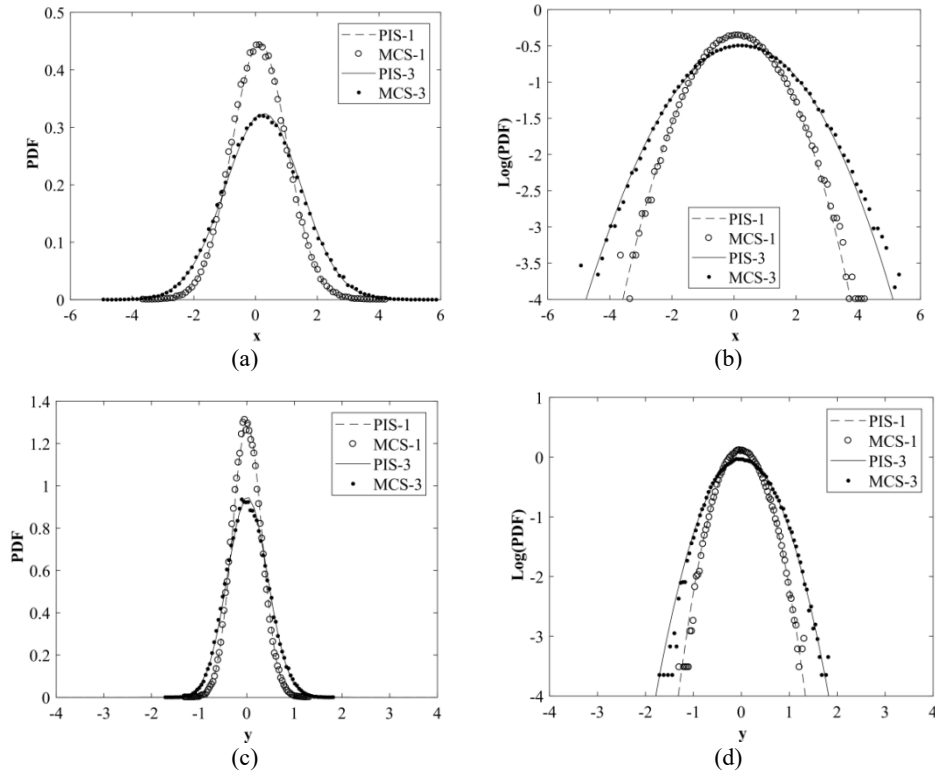 0.5
0.4
0.3
0.2
0.1
0
PDF
-6
-4
-2
0
2
4
6
x
PIS-1
MCS-1
PIS-3
MCS-3
(a)
0
-0.5
-1
-1.5
-2
-2.5
-3
-3.5
-4
Log(PDF)
-6
-4
-2
0
2
4
6
x
PIS-1
MCS-1
PIS-3
MCS-3
(b)
1.4
1.2
1
0.8
0.6
0.4
0.2
0
PDF
-4
-3
-2
-1
0
1
2
3
4
y
PIS-1
MCS-1
PIS-3
MCS-3
(c)
1
0
-1
-2
-3
-4
Log(PDF)
-4
-3
-2
-1
0
1
2
3
4
y
PIS-1
MCS-1
PIS-3
MCS-3
(d)